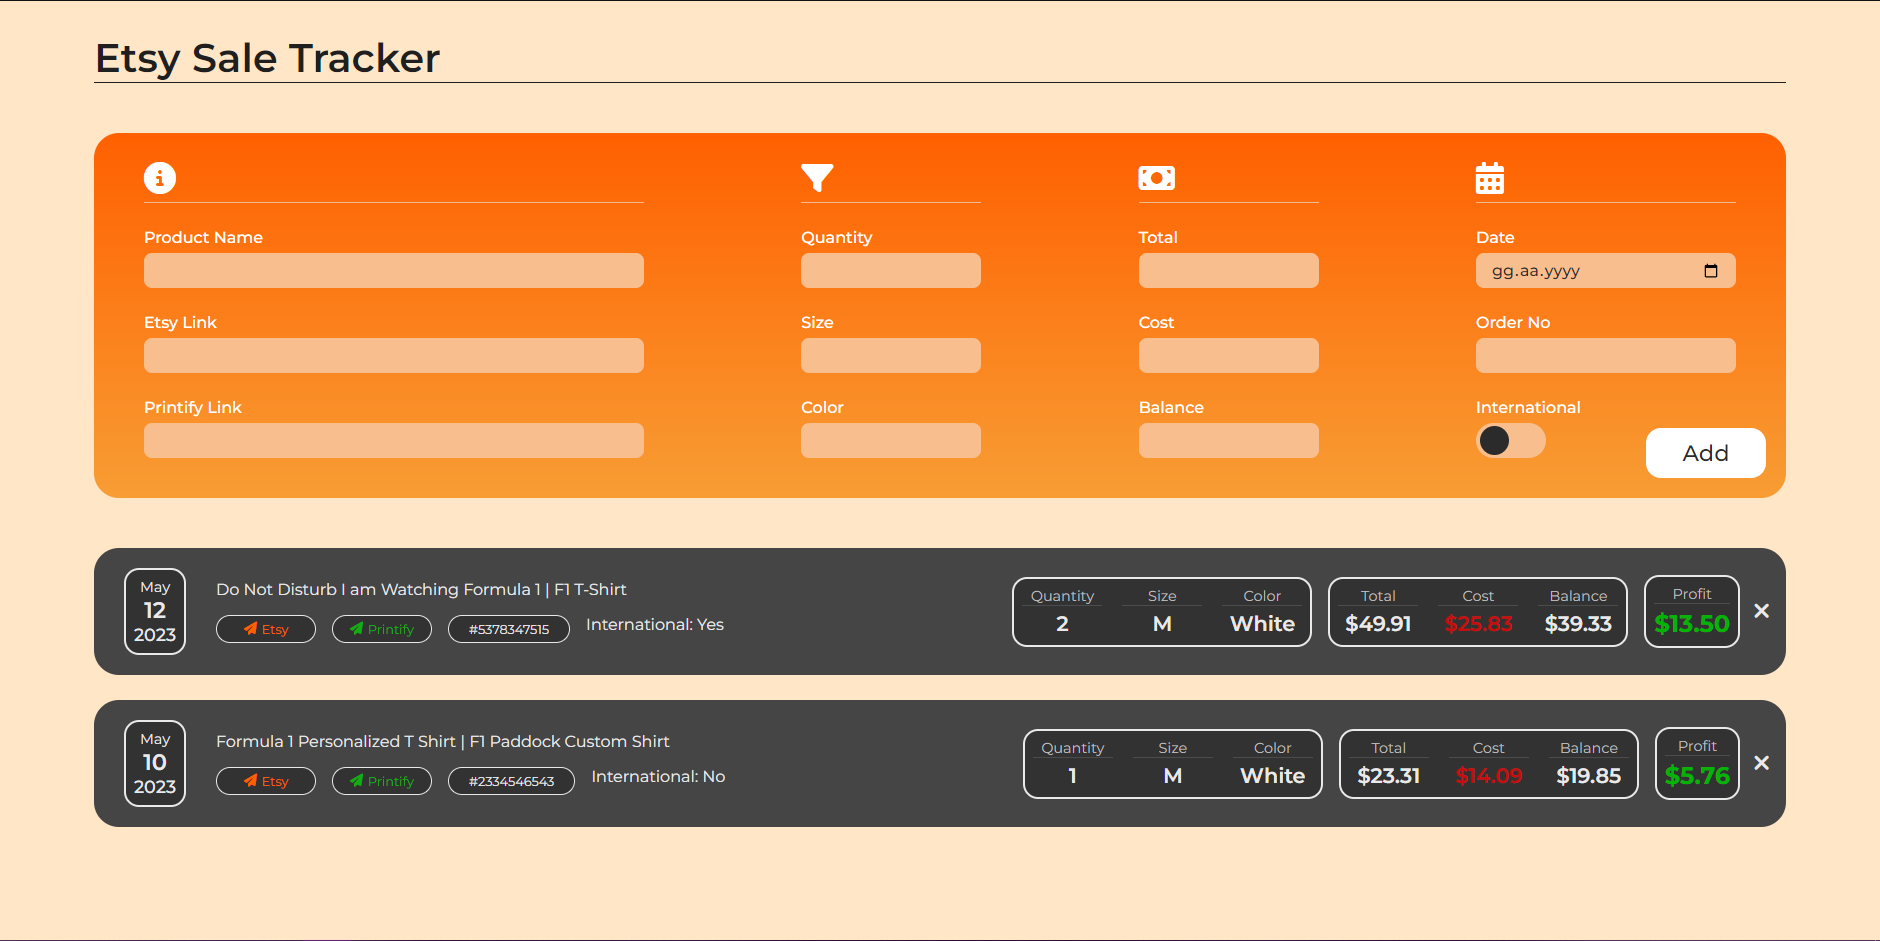 Etsy Sale Tracker
Product Name
Quantity
Total
Date
gg.aa.yyyy
Etsy Link
Size
Cost
Order No
Printify Link
Color
Balance
International
Add
May
12
2023
Do Not Disturb I am Watching Formula 1 | F1 T-Shirt
Etsy
Printify
#5378347515
International: Yes
Quantity Size Color
2 M White
Total Cost Balance
$49.91 $25.83 $39.33
Profit
$13.50
May
10
2023
Formula 1 Personalized T Shirt | F1 Paddock Custom Shirt
Etsy
Printify
#2334546543
International: No
Quantity Size Color
1 M White
Total Cost Balance
$23.31 $14.09 $19.85
Profit
$5.76